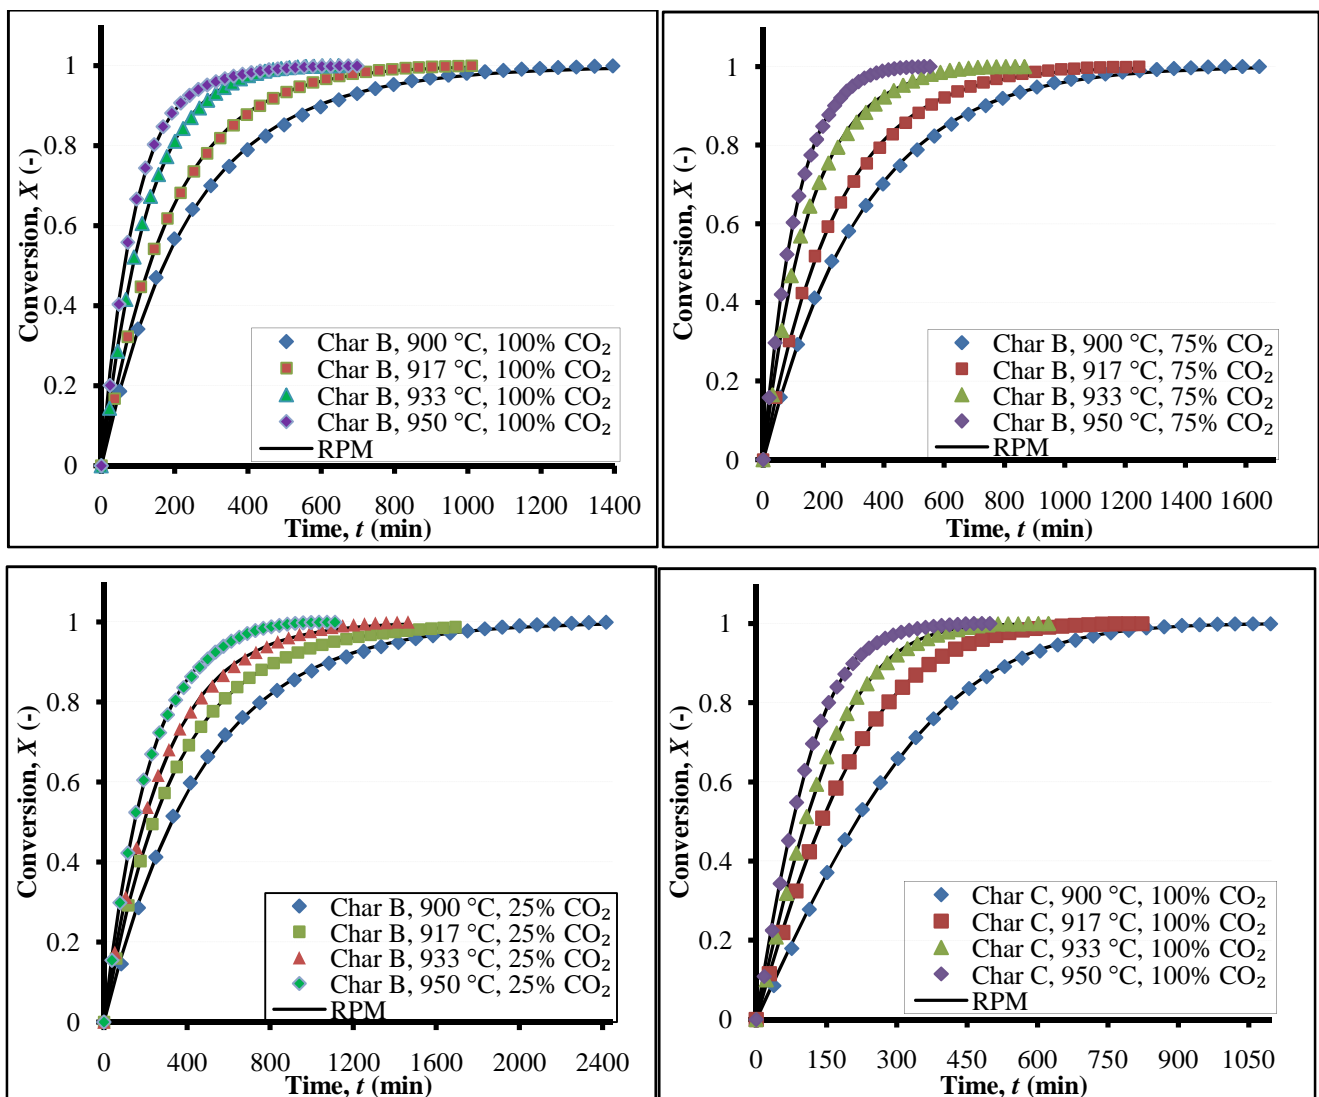 Conversion, X (-)
1
0.8
0.6
0.4
0.2
0
Char B, 900 °C, 100% CO₂
Char B, 917 °C, 100% CO₂
Char B, 933 °C, 100% CO₂
Char B, 950 °C, 100% CO₂
RPM
0 200 400 600 800 1000 1200 1400
Time, t (min)
Conversion, X (-)
1
0.8
0.6
0.4
0.2
0
Char B, 900 °C, 75% CO₂
Char B, 917 °C, 75% CO₂
Char B, 933 °C, 75% CO₂
Char B, 950 °C, 75% CO₂
RPM
0 200 400 600 800 1000 1200 1400 1600
Time, t (min)
Conversion, X (-)
1
0.8
0.6
0.4
0.2
0
Char B, 900 °C, 25% CO₂
Char B, 917 °C, 25% CO₂
Char B, 933 °C, 25% CO₂
Char B, 950 °C, 25% CO₂
RPM
0 400 800 1200 1600 2000 2400
Time, t (min)
Conversion, X (-)
1
0.8
0.6
0.4
0.2
0
Char C, 900 °C, 100% CO₂
Char C, 917 °C, 100% CO₂
Char C, 933 °C, 100% CO₂
Char C, 950 °C, 100% CO₂
RPM
0 150 300 450 600 750 900 1050
Time, t (min)